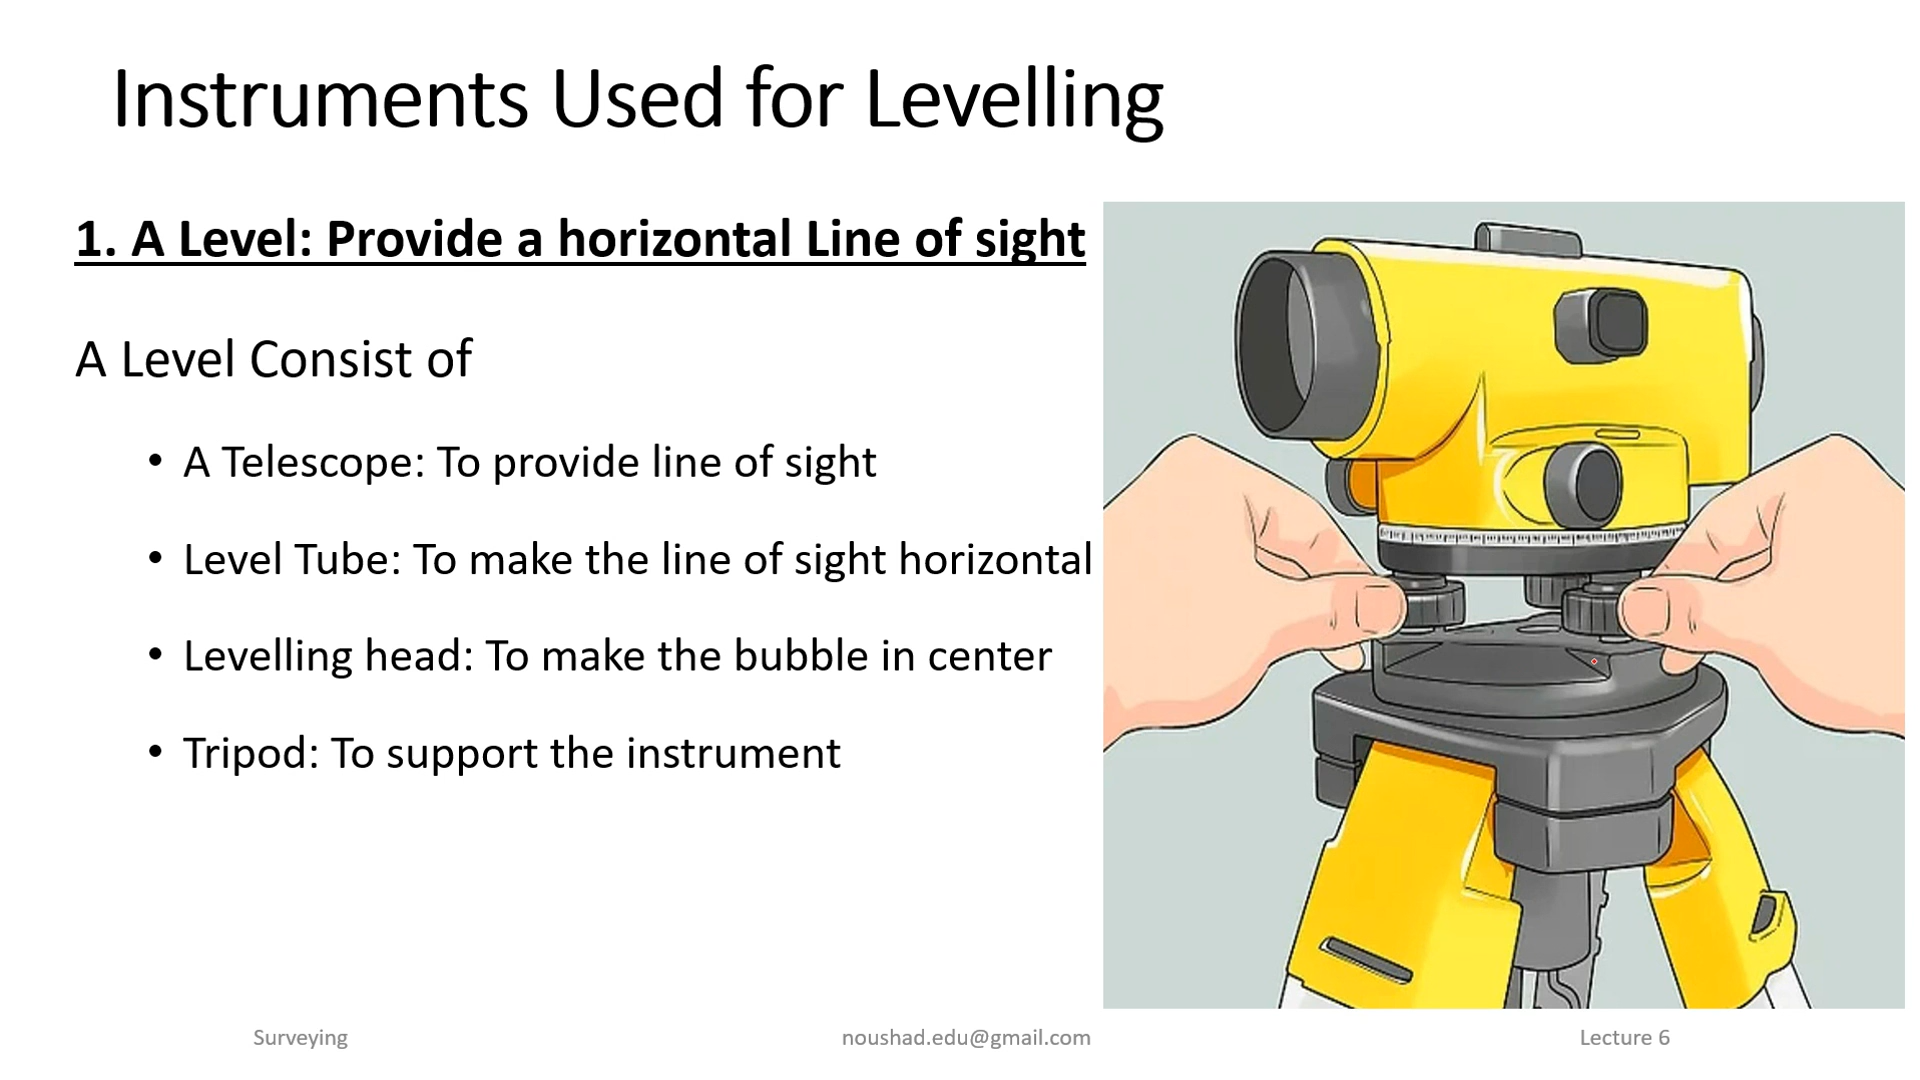 Instruments Used for Levelling
1. A Level: Provide a horizontal Line of sight
A Level Consist of
• A Telescope: To provide line of sight
• Level Tube: To make the line of sight horizontal
• Levelling head: To make the bubble in center
• Tripod: To support the instrument
Surveying
noushad.edu@gmail.com
Lecture 6